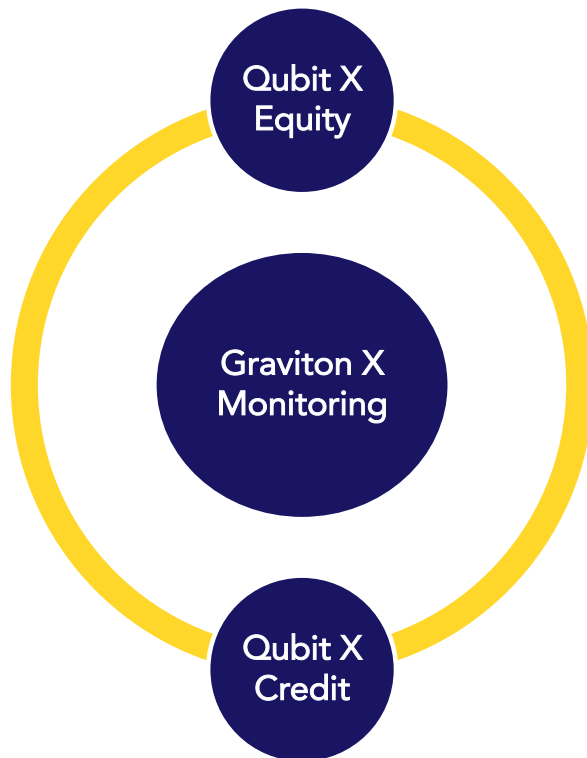 Qubit X
Equity
Graviton X
Monitoring
Qubit X
Credit